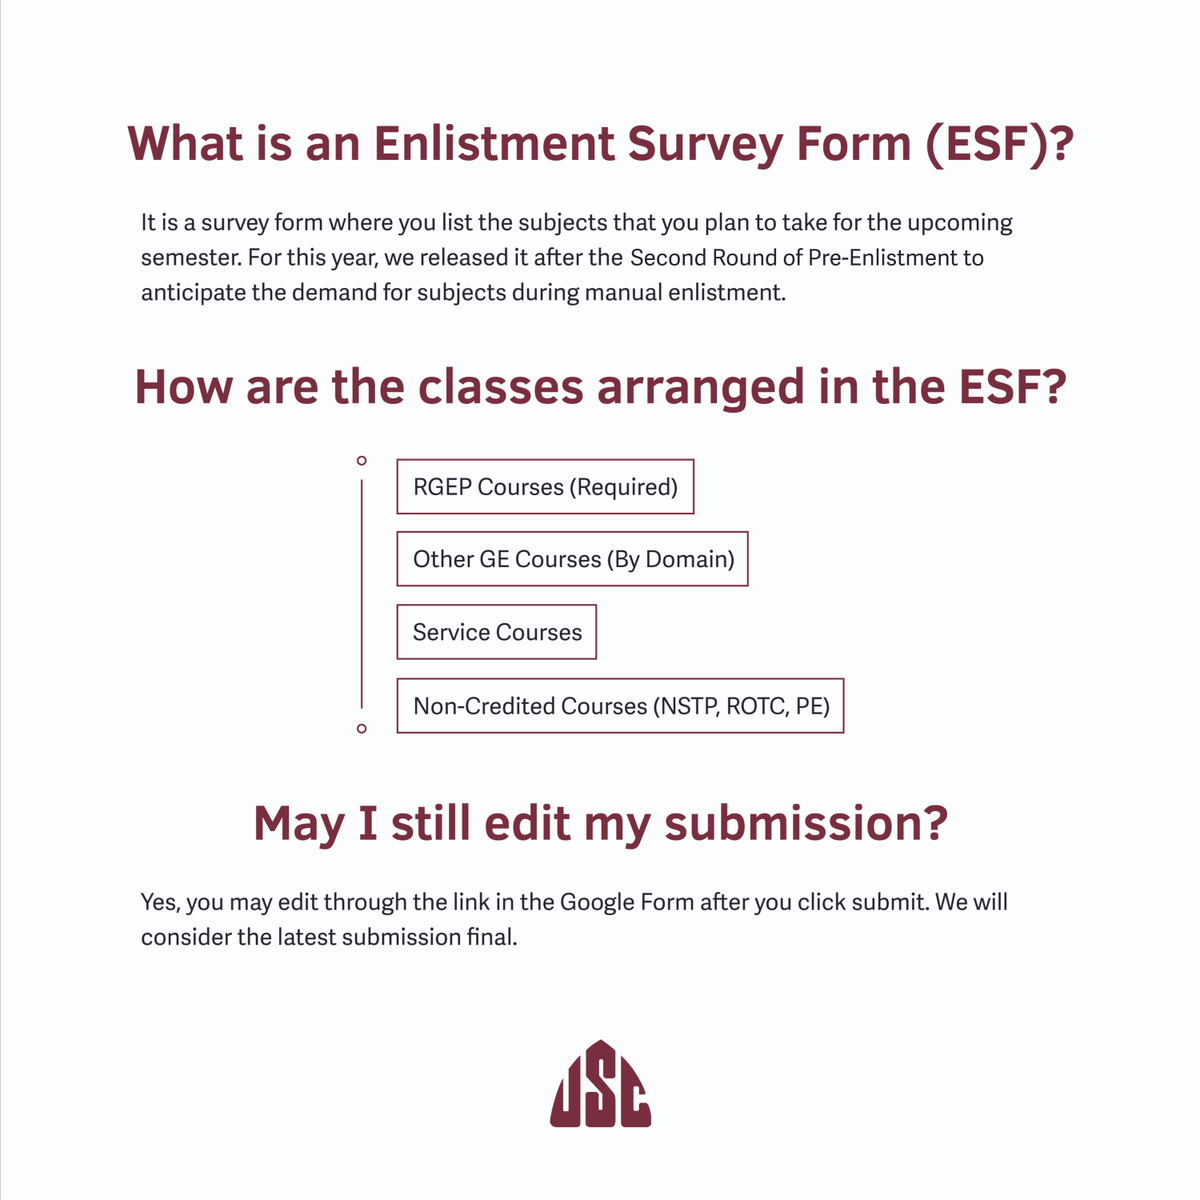 What is an Enlistment Survey Form (ESF)?
It is a survey form where you list the subjects that you plan to take for the upcoming
semester. For this year, we released it after the Second Round of Pre-Enlistment to
anticipate the demand for subjects during manual enlistment.
How are the classes arranged in the ESF?
RGEP Courses (Required)
Other GE Courses (By Domain)
Service Courses
Non-Credited Courses (NSTP, ROTC, PE)
May I still edit my submission?
Yes, you may edit through the link in the Google Form after you click submit. We will
consider the latest submission final.
USC